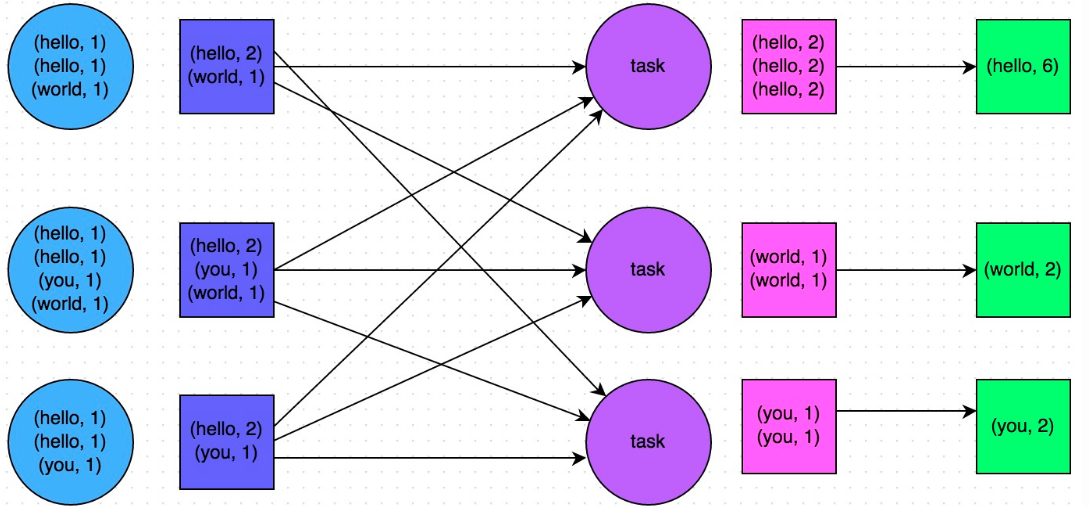 (hello, 1)
(hello, 1)
(world, 1)
(hello, 2)
(world, 1)
task
(hello, 2)
(hello, 2)
(hello, 2)
(hello, 6)
(hello, 1)
(hello, 1)
(you, 1)
(world, 1)
(hello, 2)
(you, 1)
(world, 1)
task
(world, 1)
(world, 1)
(world, 2)
(hello, 1)
(hello, 1)
(you, 1)
(hello, 2)
(you, 1)
task
(you, 1)
(you, 1)
(you, 2)